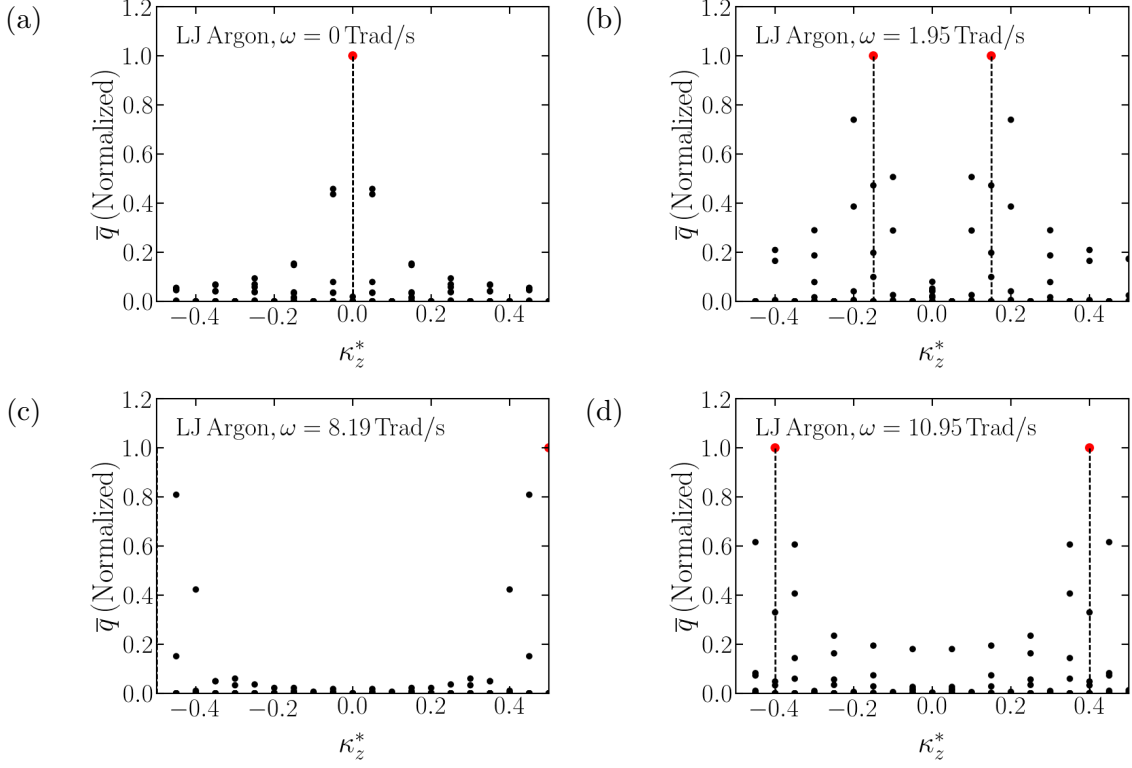 (a)
LJ Argon, ω = 0 Trad/s
1.2
1.0
0.8
0.6
0.4
0.2
0.0
q̅ (Normalized)
−0.4 −0.2 0.0 0.2 0.4
κ*z
(b)
LJ Argon, ω = 1.95 Trad/s
1.2
1.0
0.8
0.6
0.4
0.2
0.0
q̅ (Normalized)
−0.4 −0.2 0.0 0.2 0.4
κ*z
(c)
LJ Argon, ω = 8.19 Trad/s
1.2
1.0
0.8
0.6
0.4
0.2
0.0
q̅ (Normalized)
−0.4 −0.2 0.0 0.2 0.4
κ*z
(d)
LJ Argon, ω = 10.95 Trad/s
1.2
1.0
0.8
0.6
0.4
0.2
0.0
q̅ (Normalized)
−0.4 −0.2 0.0 0.2 0.4
κ*z